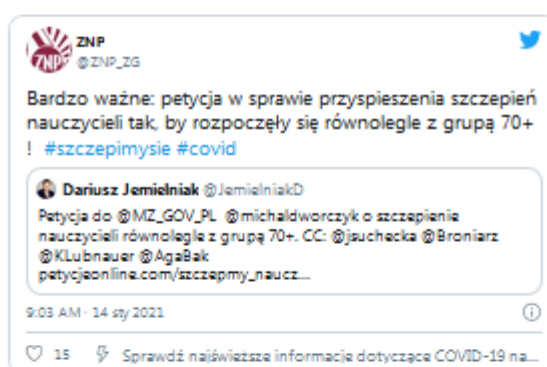 ZNP
@ZNP_ZG
Bardzo ważne: petycja w sprawie przyspieszenia szczepień
nauczycieli tak, by rozpoczęły się równolegle z grupą 70+
! #szczepimysie #covid
Dariusz Jemielniak @JemielniakD
Petycja do @MZ_GOV_PL @michaldworczyk o szczepienie
nauczycieli równolegle z grupą 70+. CC: @jsuchecka @Broniarz
@KLubnauer @AgaBak
petycjeonline.com/szczepmy_naucz...
9:03 AM · 14 sty 2021
15 Sprawdź najświeższe informacje dotyczące COVID-19 na...